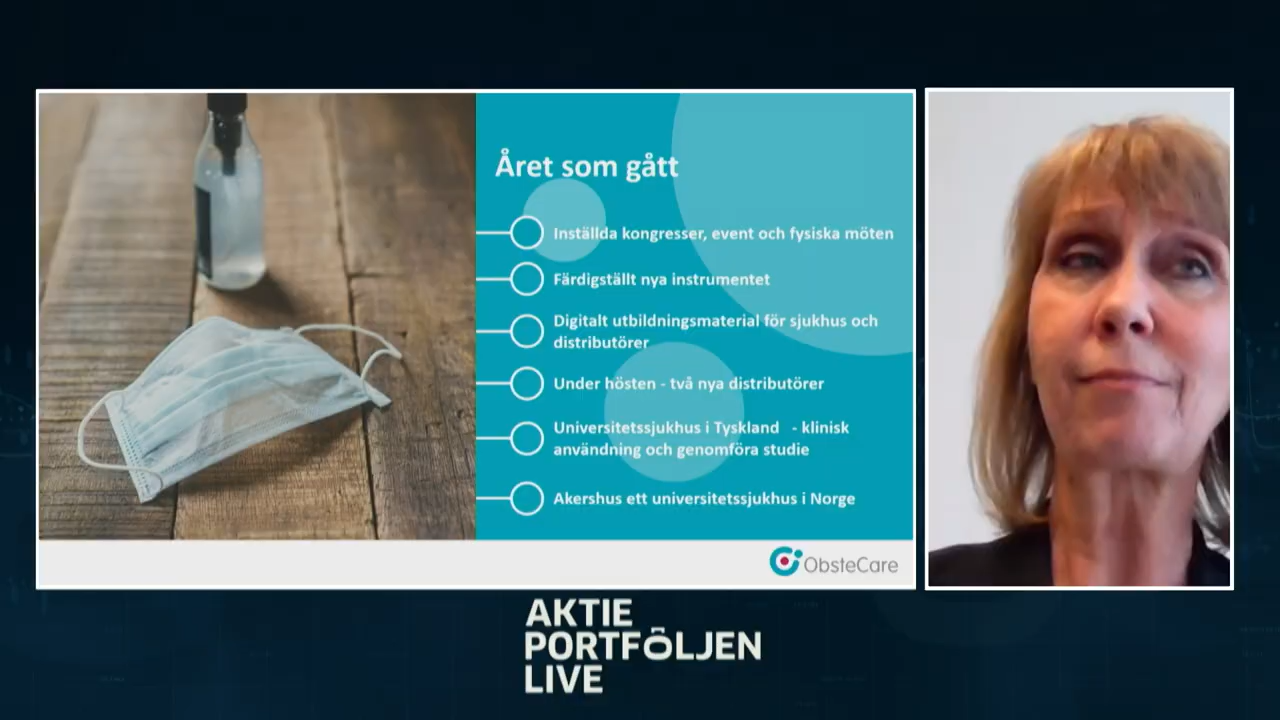 Året som gått
Inställda kongresser, event och fysiska möten
Färdigställt nya instrumentet
Digitalt utbildningsmaterial för sjukhus och
distributörer
Under hösten - två nya distributörer
Universitetssjukhus i Tyskland - klinisk
användning och genomföra studie
Akershus ett universitetssjukhus i Norge
ObsteCare
AKTIE
PORTFÖLJEN
LIVE